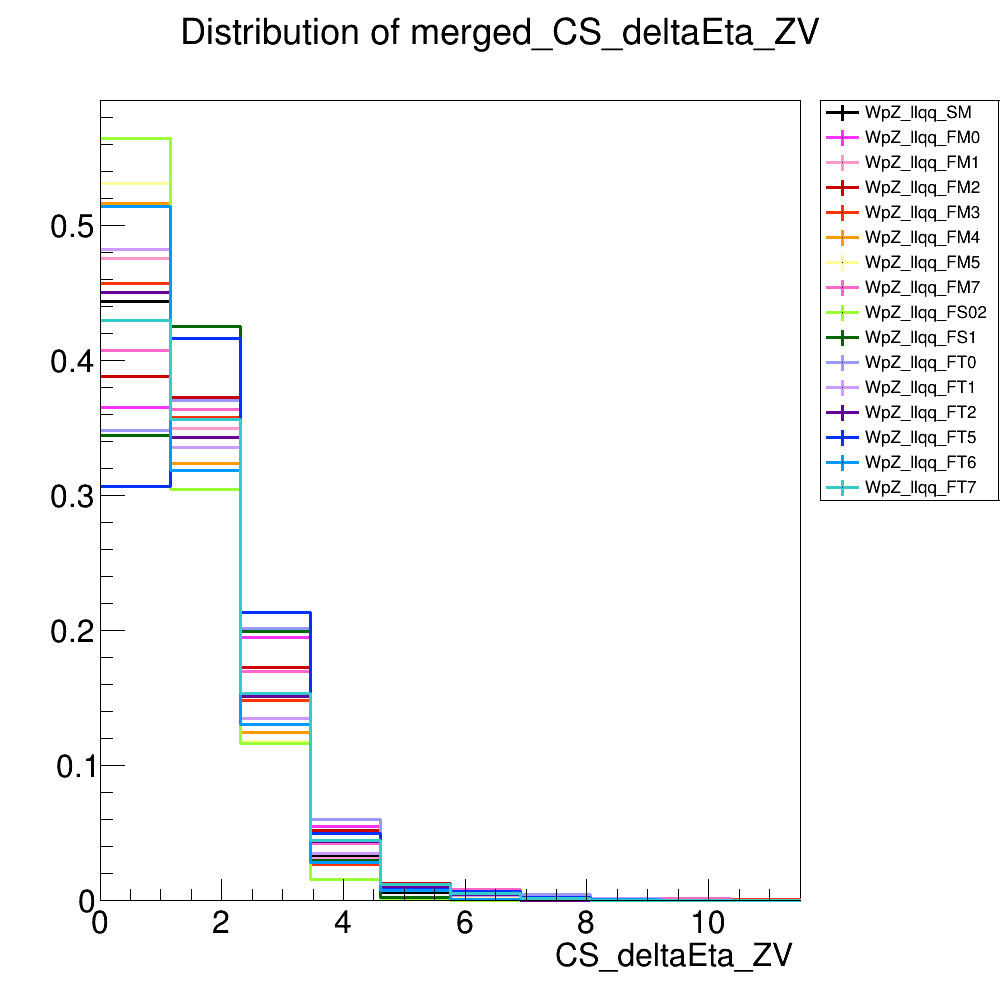 Distribution of merged_CS_deltaEta_ZV
WpZ_llqq_SM
WpZ_llqq_FM0
WpZ_llqq_FM1
WpZ_llqq_FM2
WpZ_llqq_FM3
WpZ_llqq_FM4
WpZ_llqq_FM5
WpZ_llqq_FM7
WpZ_llqq_FS02
WpZ_llqq_FS1
WpZ_llqq_FT0
WpZ_llqq_FT1
WpZ_llqq_FT2
WpZ_llqq_FT5
WpZ_llqq_FT6
WpZ_llqq_FT7
0.5
0.4
0.3
0.2
0.1
0
0 2 4 6 8 10
CS_deltaEta_ZV